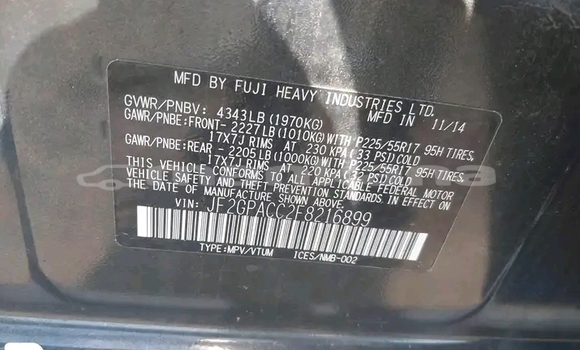 MFD BY FUJI HEAVY INDUSTRIES LTD.
GVWR/PNBV: 4343LB(1970KG) MFD IN 11/14
GAWR/PNBE:FRONT- 2227LB(1010KG)WITH P225/55R17 95H TIRES,
17X7J RIMS AT 230 KPA(33 PSI)COLD
GAWR/PNBE:REAR - 2205LB(1000KG)WITH P225/55R17 95H TIRES,
17X7J RIMS AT 220 KPA(32 PSI)COLD
THIS VEHICLE CONFORMS TO ALL APPLICABLE FEDERAL MOTOR
VEHICLE SAFETY STANDARDS IN EFFECT ON
THE DATE OF MANUFACTURE SHOWN ABOVE.
VIN: JF2GPACC2F8216899
TYPE:MPV/VTUM ICES/NMB-002